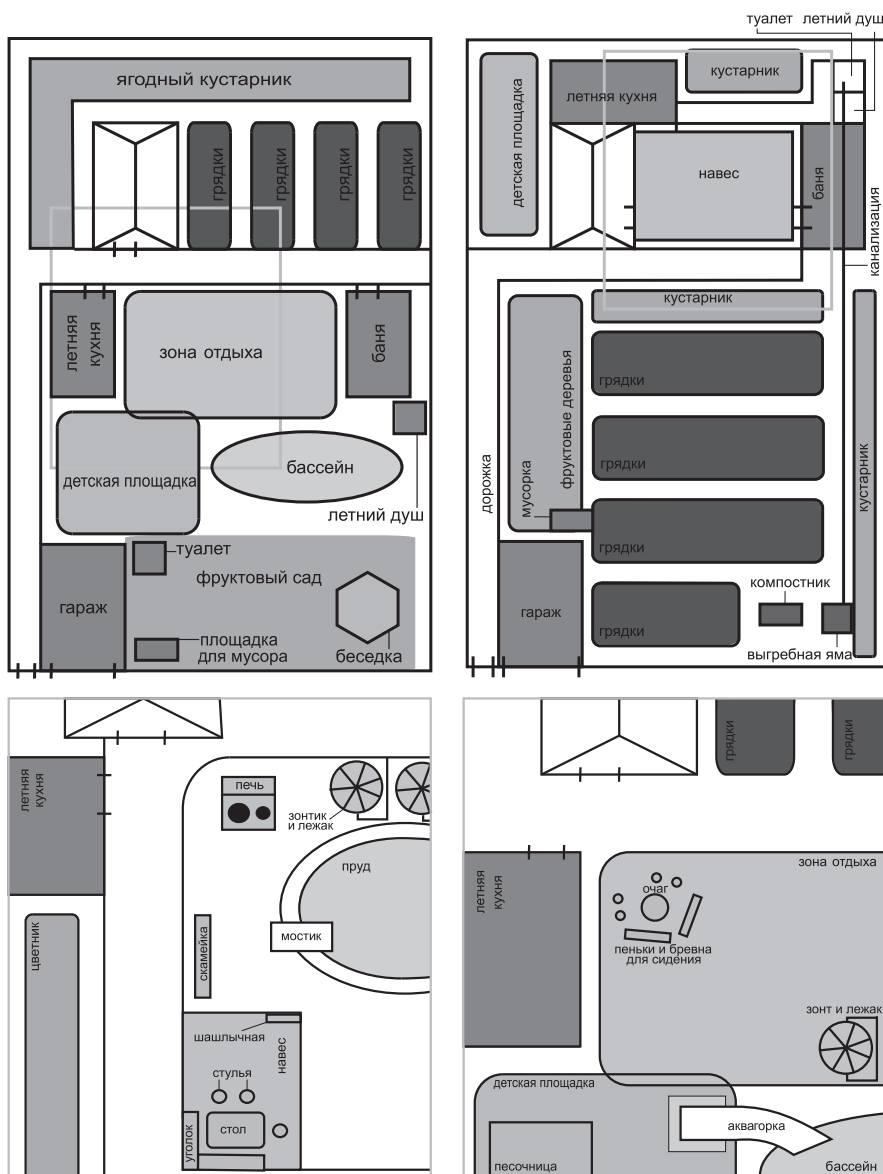 ягодный кустарник
грядки
грядки
грядки
грядки
летняя
кухня
зона отдыха
баня
детская площадка
бассейн
летний душ
туалет
фруктовый сад
гараж
площадка
для мусора
беседка
туалет
летний душ
детская площадка
летняя кухня
кустарник
навес
баня
канализация
кустарник
фруктовые деревья
грядки
грядки
дорожка
мусорка
грядки
кустарник
гараж
грядки
компостник
выгребная яма
летняя
кухня
печь
зонтик
и лежак
пруд
цветник
скамейка
мостик
шашлычная
навес
стулья
стол
уголок
грядки
грядки
летняя
кухня
зона отдыха
очаг
пеньки и бревна
для сидения
зонт и лежак
детская площадка
аквагорка
песочница
бассейн